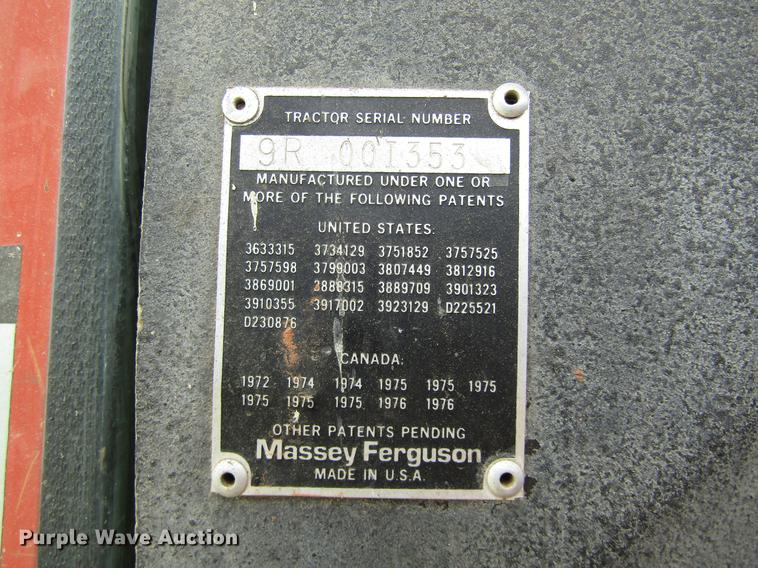 TRACTOR SERIAL NUMBER
9R 001353
MANUFACTURED UNDER ONE OR
MORE OF THE FOLLOWING PATENTS
UNITED STATES:
3633315 3734129 3751852 3757525
3757598 3799003 3807449 3812916
3869001 3888315 3889709 3901323
3910355 3917002 3923129 D225521
D230876
CANADA:
1972 1974 1974 1975 1975 1975
1975 1975 1975 1976 1976
OTHER PATENTS PENDING
Massey Ferguson
MADE IN U.S.A.
Purple Wave Auction